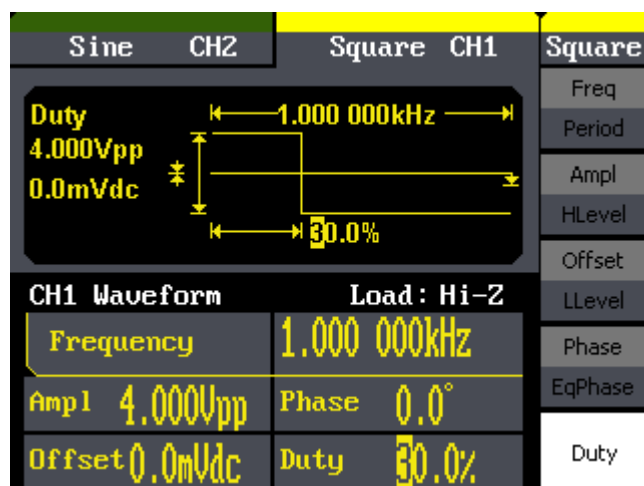 Sine CH2 Square CH1 Square
Freq
Period
Ampl
HLevel
Offset
LLevel
Phase
EqPhase
Duty
Duty 1.000 000kHz
4.000Vpp
0.0mVdc
30.0%
CH1 Waveform Load: Hi-Z
Frequency 1.000 000kHz
Ampl 4.000Vpp Phase 0.0°
Offset 0.0mVdc Duty 30.0%